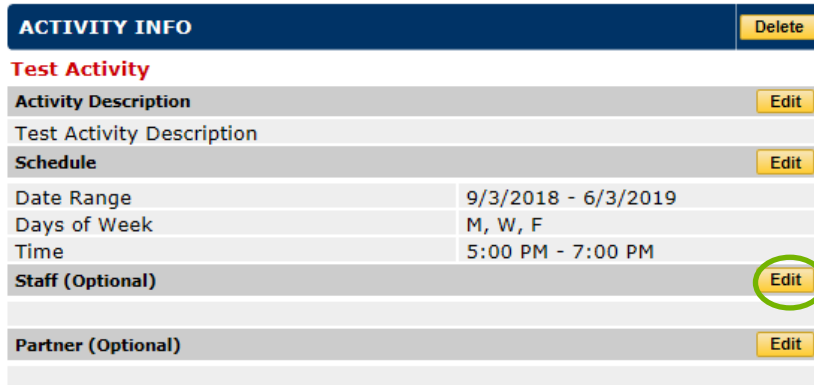 ACTIVITY INFO Delete
Test Activity
Activity Description Edit
Test Activity Description
Schedule Edit
Date Range 9/3/2018 - 6/3/2019
Days of Week M, W, F
Time 5:00 PM - 7:00 PM
Staff (Optional) Edit
Partner (Optional) Edit